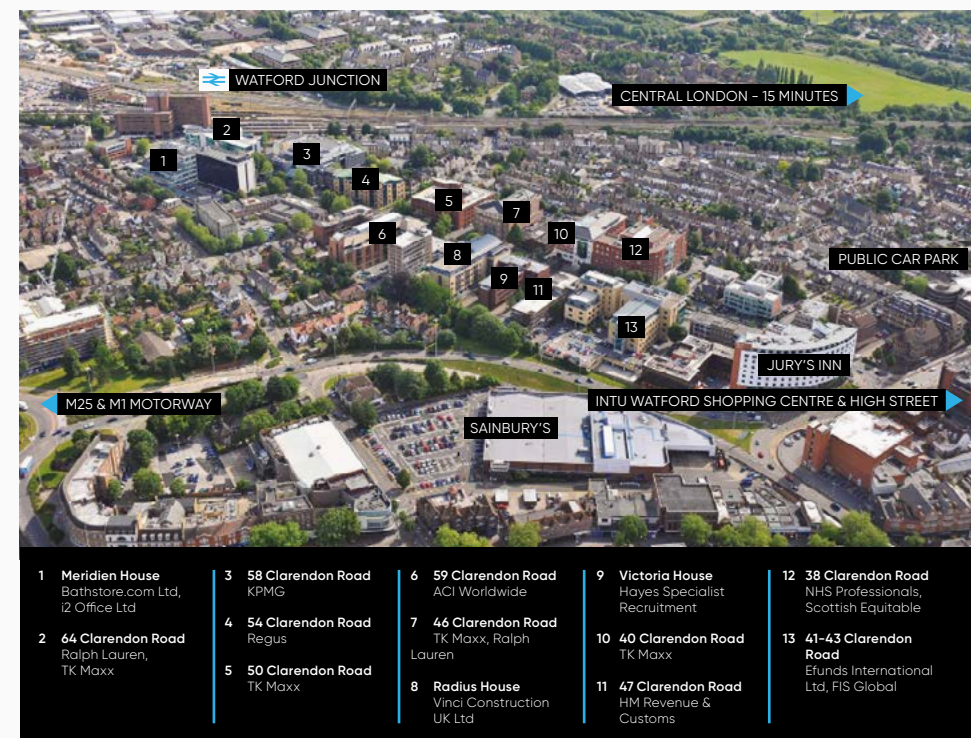 WATFORD JUNCTION
CENTRAL LONDON - 15 MINUTES
2
3
1
4
5
7
6
10
12
8
PUBLIC CAR PARK
9
11
13
JURY'S INN
M25 & M1 MOTORWAY
INTU WATFORD SHOPPING CENTRE & HIGH STREET
SAINBURY'S
1 Meridien House
Bathstore.com Ltd,
i2 Office Ltd
2 64 Clarendon Road
Ralph Lauren,
TK Maxx
3 58 Clarendon Road
KPMG
4 54 Clarendon Road
Regus
5 50 Clarendon Road
TK Maxx
6 59 Clarendon Road
ACI Worldwide
7 46 Clarendon Road
TK Maxx, Ralph
Lauren
8 Radius House
Vinci Construction
UK Ltd
9 Victoria House
Hayes Specialist
Recruitment
10 40 Clarendon Road
TK Maxx
11 47 Clarendon Road
HM Revenue &
Customs
12 38 Clarendon Road
NHS Professionals,
Scottish Equitable
13 41-43 Clarendon
Road
Efunds International
Ltd, FIS Global